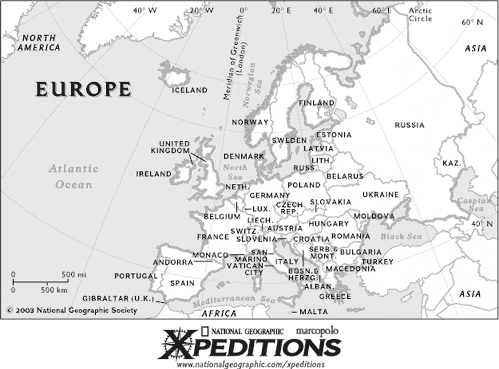 40° W
20° W
0°
20° E
40° E
60° E
Arctic
Circle
60° N
NORTH
AMERICA
ASIA
Meridian of Greenwich
(London)
Norwegian
Sea
EUROPE
ICELAND
FINLAND
NORWAY
RUSSIA
SWEDEN
ESTONIA
LATVIA
UNITED
KINGDOM
DENMARK
LITH.
North
Sea
RUSS.
KAZ.
Atlantic
Ocean
IRELAND
BELARUS
NETH.
POLAND
GERMANY
UKRAINE
BELGIUM
LUX.
CZECH
REP.
SLOVAKIA
Caspian
Sea
LIECH.
MOLDOVA
AUSTRIA
HUNGARY
40° N
FRANCE
SWITZ.
SLOVENIA
CROATIA
ROMANIA
Black Sea
MONACO
SAN
MARINO
SERB. &
MONT.
BULGARIA
ANDORRA
VATICAN
CITY
ITALY
TURKEY
0
500 mi
0
500 km
PORTUGAL
SPAIN
BOSN. &
HERZG.
MACEDONIA
ALBAN.
GREECE
ASIA
GIBRALTAR (U.K.)
Mediterranean Sea
© 2003 National Geographic Society
AFRICA
MALTA
NATIONAL GEOGRAPHIC
marcopolo
XPEDITIONS
www.nationalgeographic.com/xpeditions